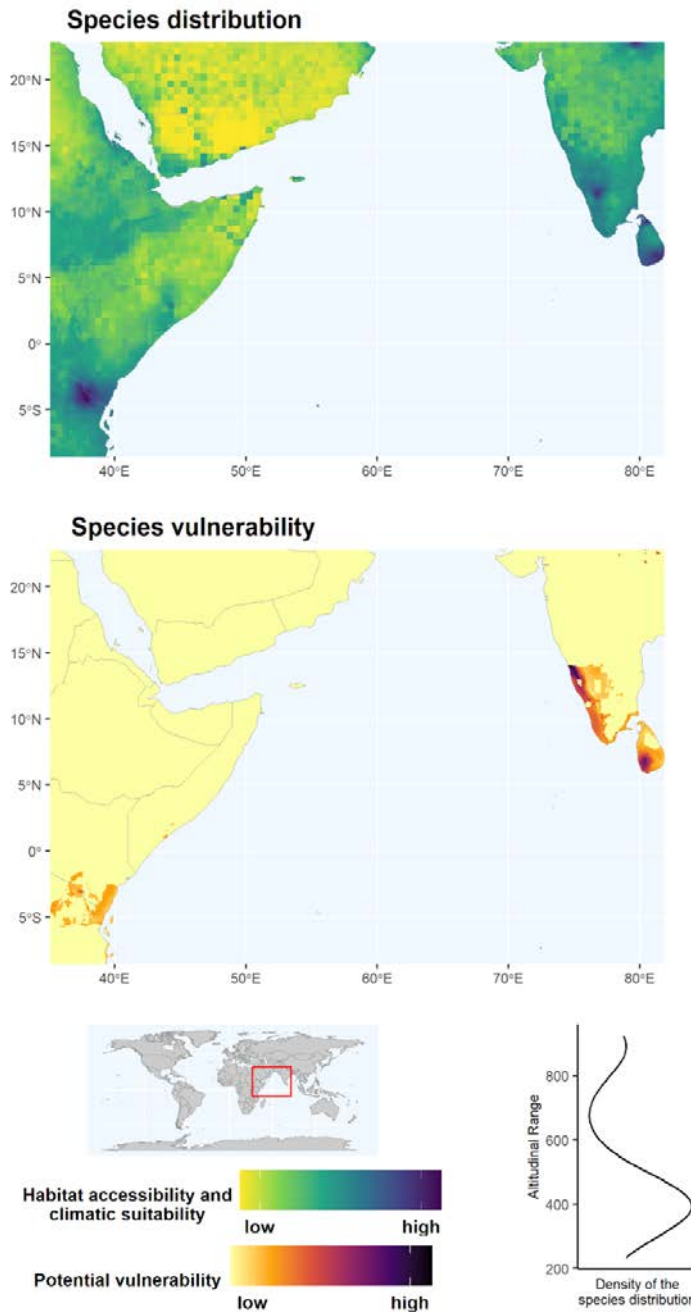 Species distribution
20°N
15°N
10°N
5°N
0°
5°S
40°E 50°E 60°E 70°E 80°E
Species vulnerability
20°N
15°N
10°N
5°N
0°
5°S
40°E 50°E 60°E 70°E 80°E
Habitat accessibility and
climatic suitability
low high
Potential vulnerability
low high
Altitudinal Range
800
600
400
200
Density of the
species distribution